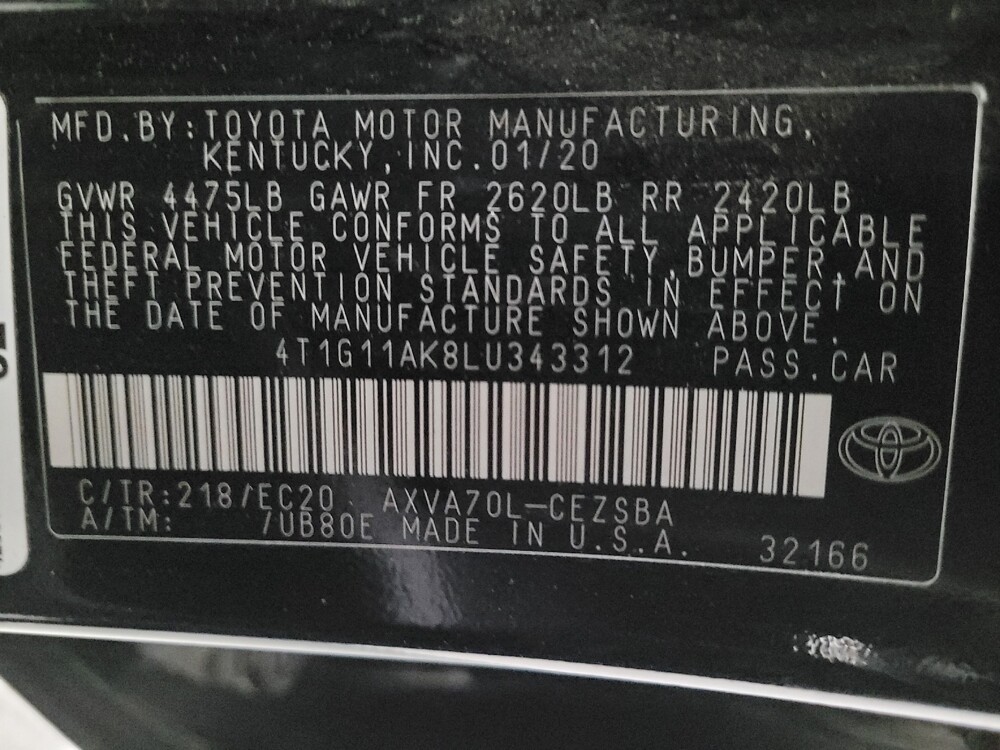 MFD.BY:TOYOTA MOTOR MANUFACTURING,
KENTUCKY,INC.01/20
GVWR 4475LB GAWR FR 2620LB RR 2420LB
THIS VEHICLE CONFORMS TO ALL APPLICABLE
FEDERAL MOTOR VEHICLE SAFETY,BUMPER,AND
THEFT PREVENTION STANDARDS IN EFFECT ON
THE DATE OF MANUFACTURE SHOWN ABOVE.
4T1G11AK8LU343312 PASS.CAR
C/TR:218/EC20 AXVA70L-CEZSBA
A/TM: /UB80E MADE IN U.S.A. 32166